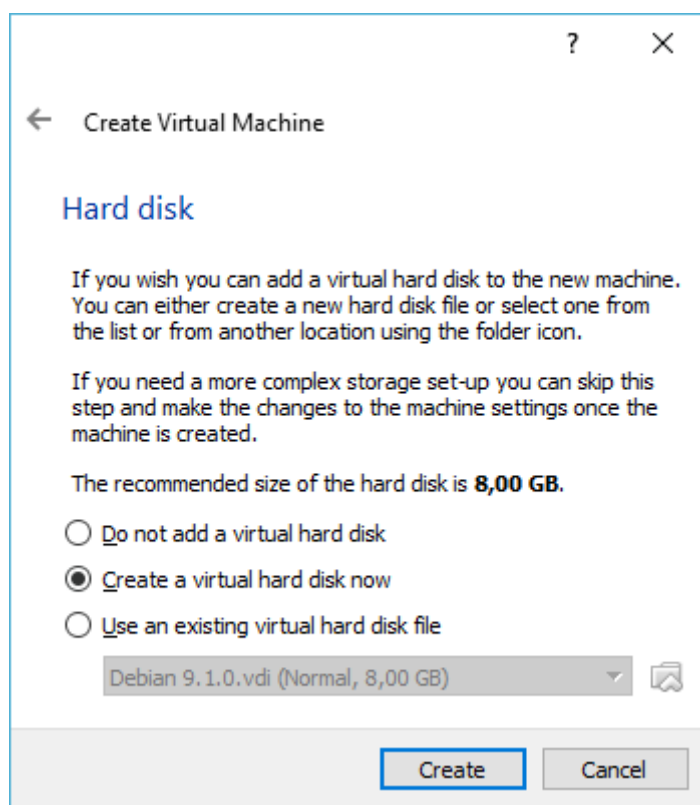 ?
Create Virtual Machine
Hard disk
If you wish you can add a virtual hard disk to the new machine.
You can either create a new hard disk file or select one from
the list or from another location using the folder icon.
If you need a more complex storage set-up you can skip this
step and make the changes to the machine settings once the
machine is created.
The recommended size of the hard disk is 8,00 GB.
Do not add a virtual hard disk
Create a virtual hard disk now
Use an existing virtual hard disk file
Debian 9.1.0.vdi (Normal, 8,00 GB)
Create Cancel